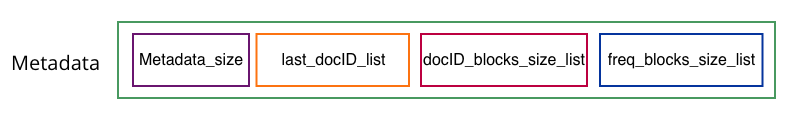 Metadata
Metadata_size
last_docID_list
docID_blocks_size_list
freq_blocks_size_list